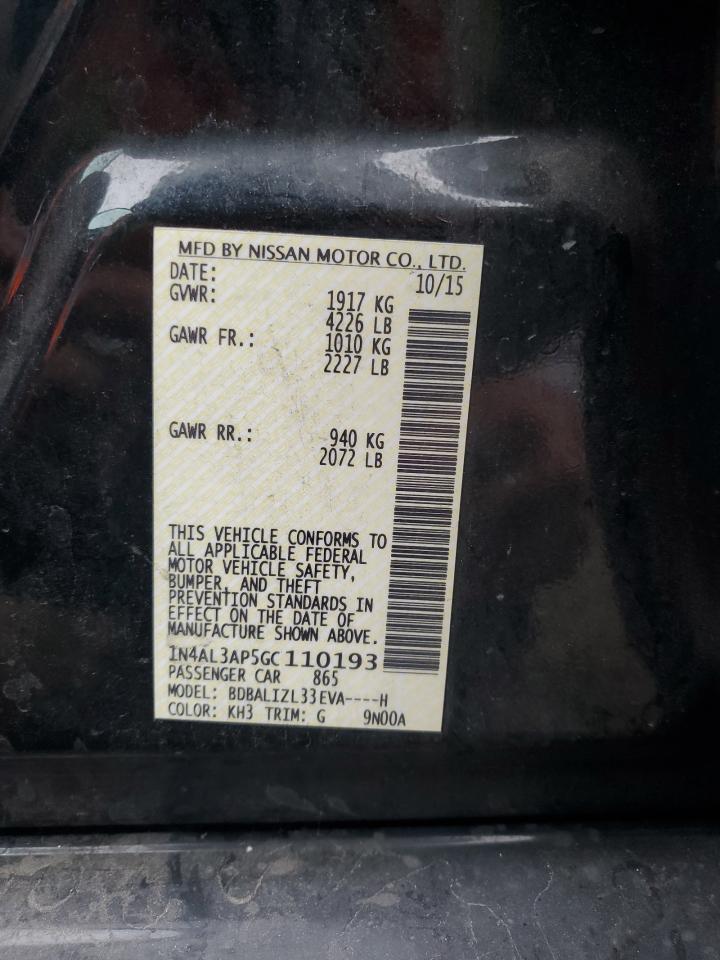 MFD BY NISSAN MOTOR CO., LTD.
DATE: 10/15
GVWR: 1917 KG
4226 LB
GAWR FR.: 1010 KG
2227 LB
GAWR RR.: 940 KG
2072 LB
THIS VEHICLE CONFORMS TO
ALL APPLICABLE FEDERAL
MOTOR VEHICLE SAFETY,
BUMPER, AND THEFT
PREVENTION STANDARDS IN
EFFECT ON THE DATE OF
MANUFACTURE SHOWN ABOVE.
1N4AL3AP5GC110193
PASSENGER CAR 865
MODEL: BDBALIZL33EVA----H
COLOR: KH3 TRIM: G 9N00A